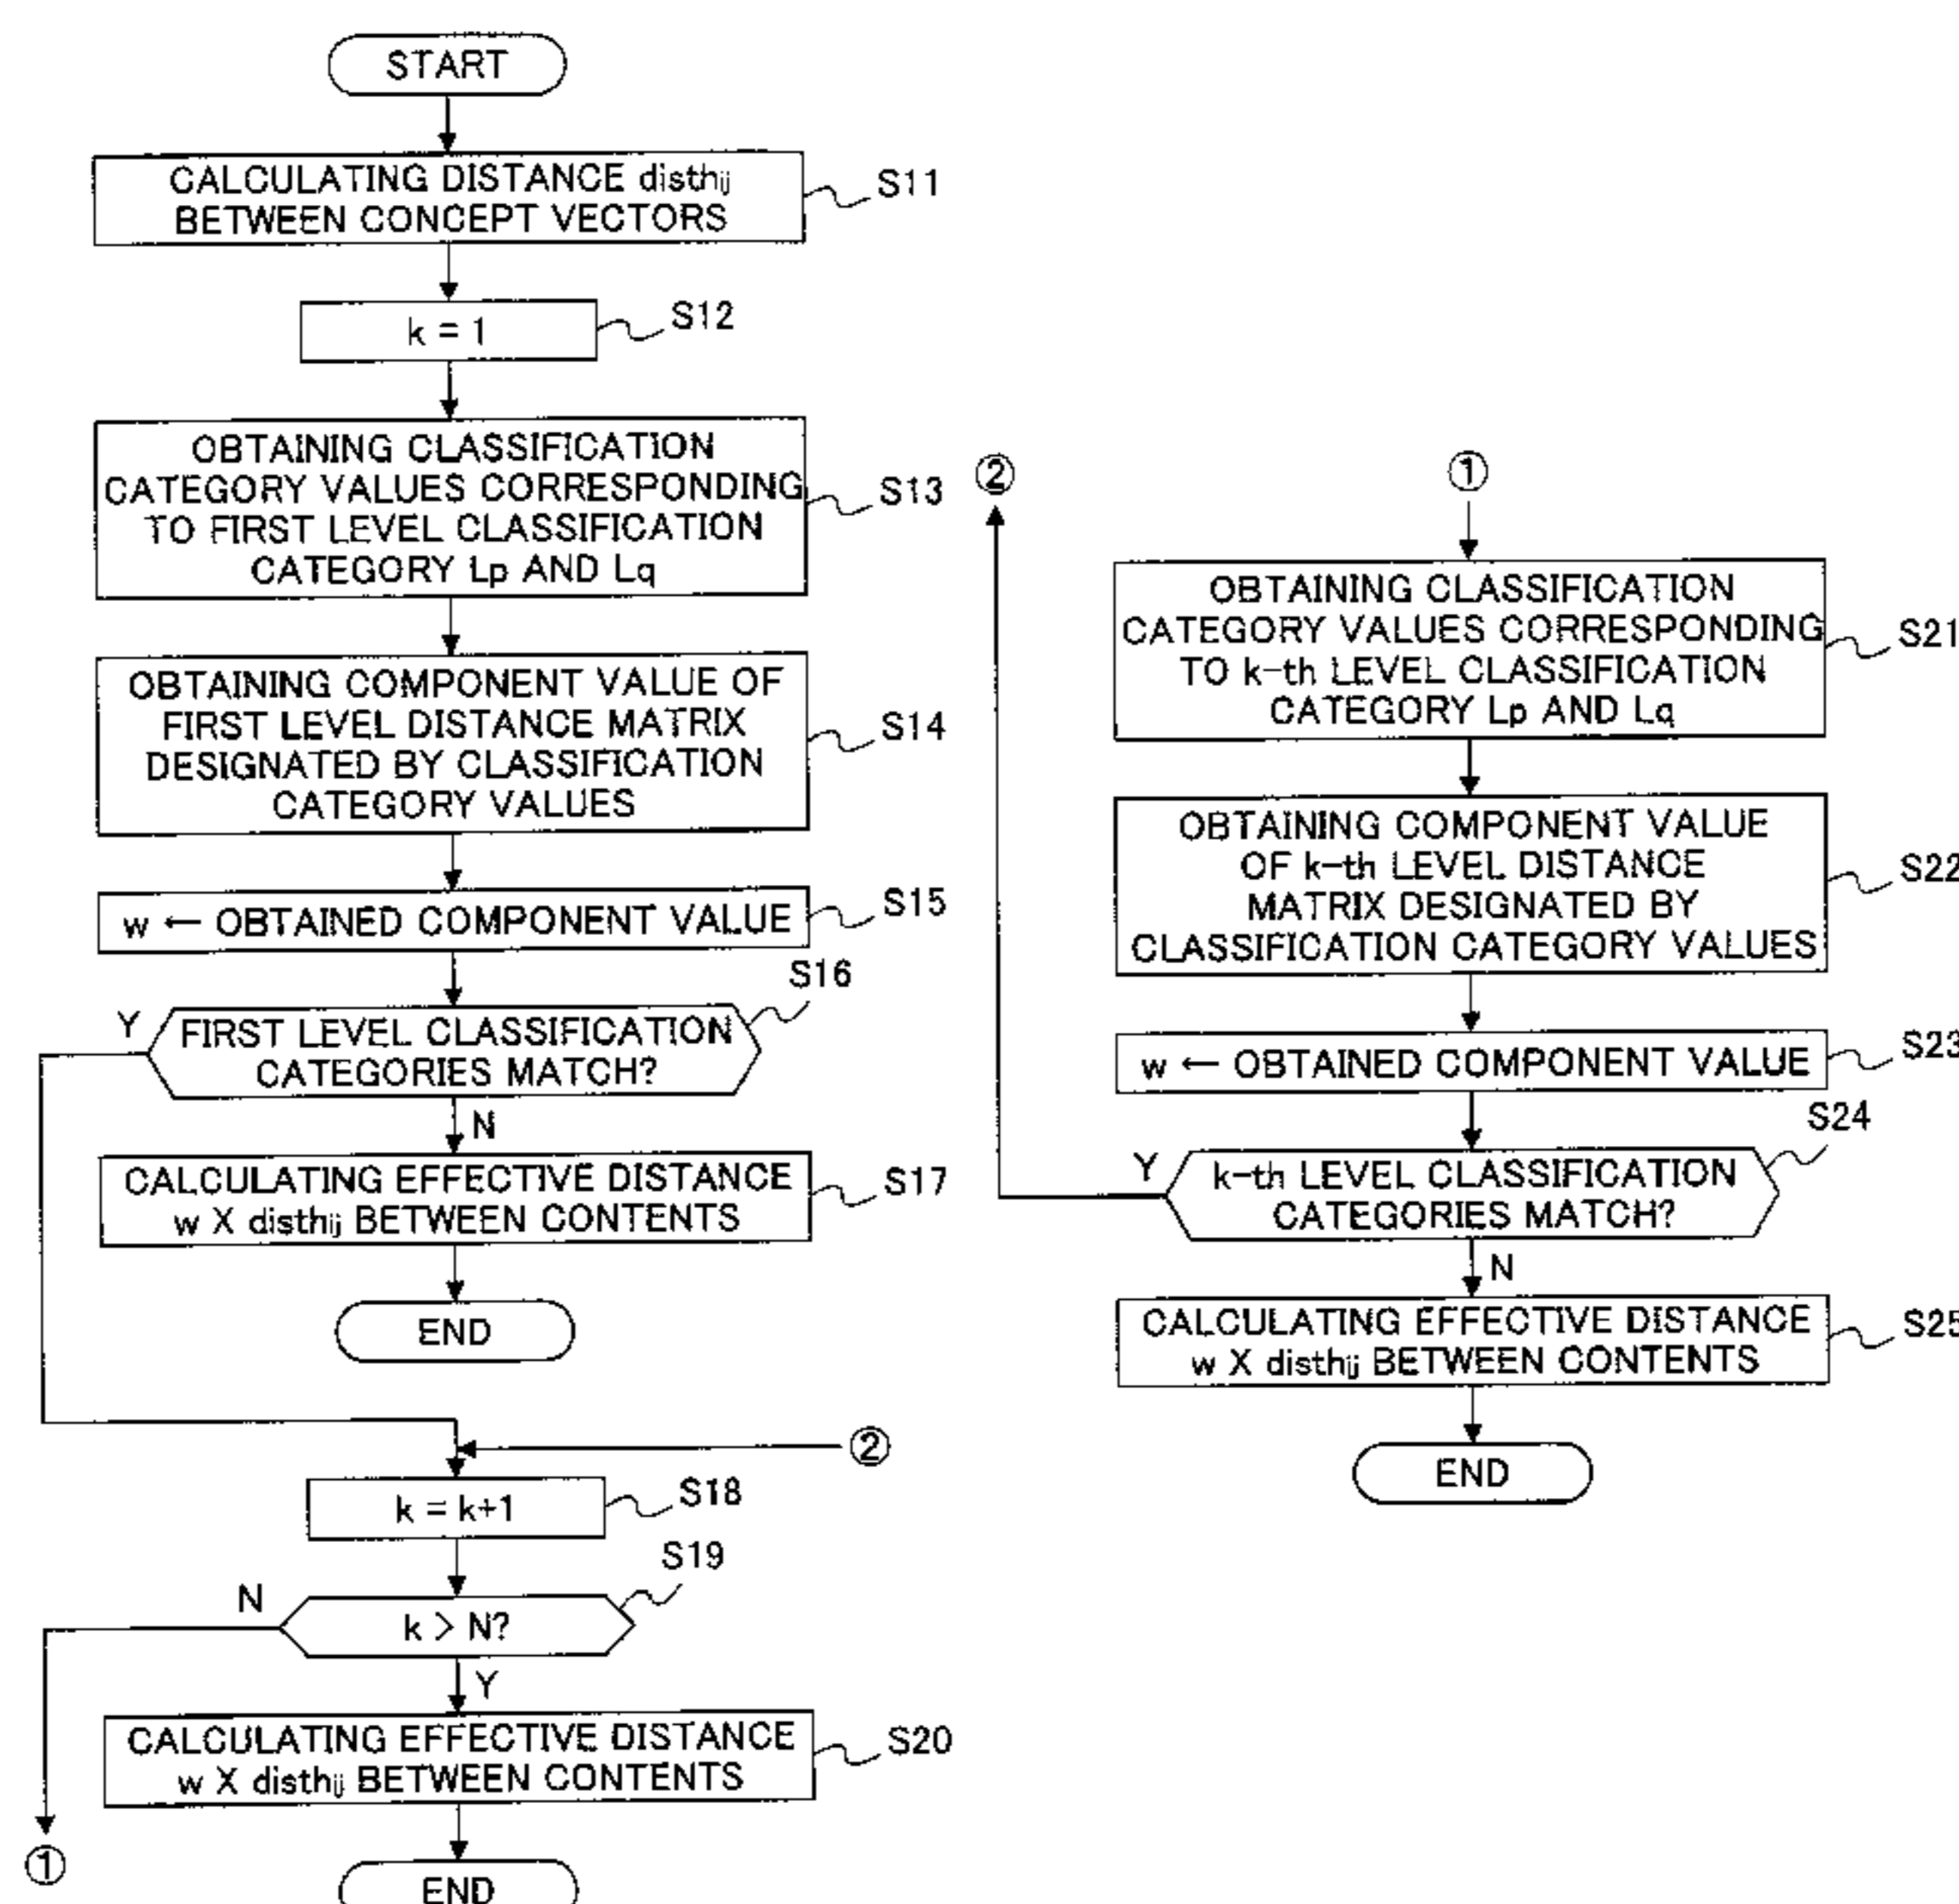 START
CALCULATING DISTANCE disthij
BETWEEN CONCEPT VECTORS
S11
k = 1
S12
OBTAINING CLASSIFICATION
CATEGORY VALUES CORRESPONDING
TO FIRST LEVEL CLASSIFICATION
CATEGORY Lp AND Lq
S13
OBTAINING COMPONENT VALUE OF
FIRST LEVEL DISTANCE MATRIX
DESIGNATED BY CLASSIFICATION
CATEGORY VALUES
S14
w ← OBTAINED COMPONENT VALUE
S15
S16
Y
FIRST LEVEL CLASSIFICATION
CATEGORIES MATCH?
N
CALCULATING EFFECTIVE DISTANCE
w X disthij BETWEEN CONTENTS
S17
END
②
k = k+1
S18
S19
N
k > N?
Y
CALCULATING EFFECTIVE DISTANCE
w X disthij BETWEEN CONTENTS
S20
①
END
②
①
OBTAINING CLASSIFICATION
CATEGORY VALUES CORRESPONDING
TO k-th LEVEL CLASSIFICATION
CATEGORY Lp AND Lq
S21
OBTAINING COMPONENT VALUE
OF k-th LEVEL DISTANCE
MATRIX DESIGNATED BY
CLASSIFICATION CATEGORY VALUES
S22
w ← OBTAINED COMPONENT VALUE
S23
S24
Y
k-th LEVEL CLASSIFICATION
CATEGORIES MATCH?
N
CALCULATING EFFECTIVE DISTANCE
w X disthij BETWEEN CONTENTS
S25
END